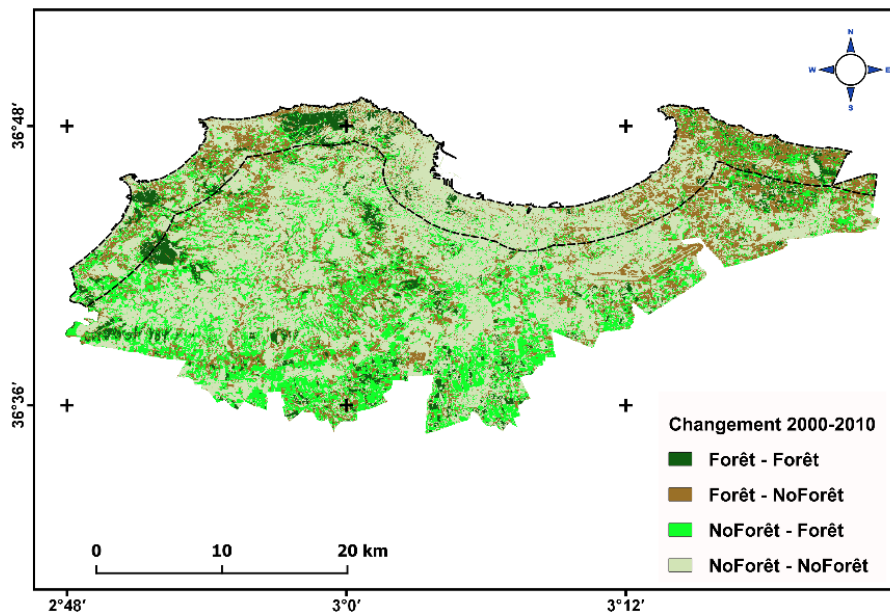 N
W E
S
36°48'
36°36'
Changement 2000-2010
Forêt - Forêt
Forêt - NoForêt
NoForêt - Forêt
NoForêt - NoForêt
0 10 20 km
2°48' 3°0' 3°12'